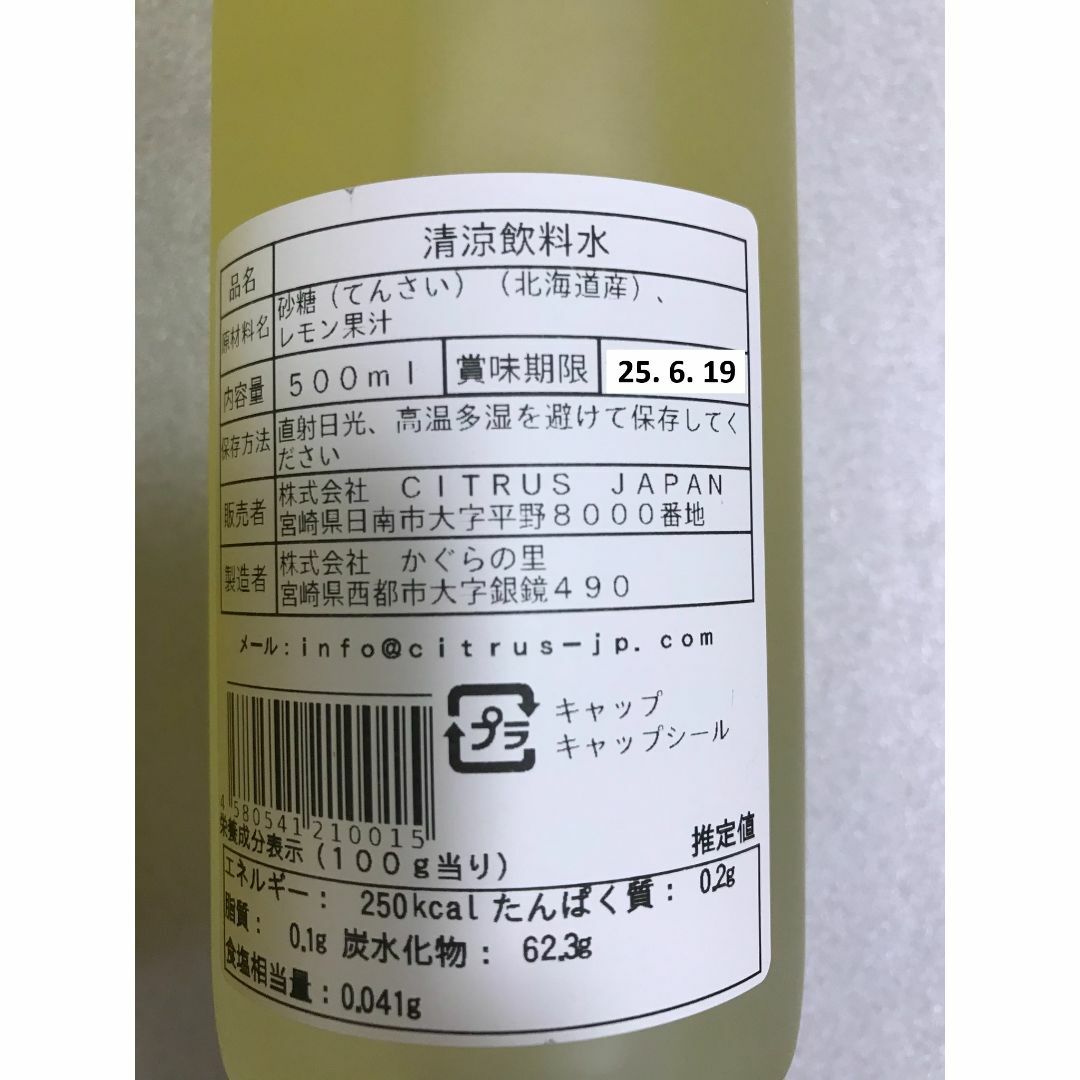 品名 清涼飲料水
原材料名 砂糖（てんさい）（北海道産）、
レモン果汁
内容量 ５００ｍｌ 賞味期限 25. 6. 19
保存方法 直射日光、高温多湿を避けて保存してく
ださい
販売者 株式会社　ＣＩＴＲＵＳ　ＪＡＰＡＮ
宮崎県日南市大字平野８０００番地
製造者 株式会社　かぐらの里
宮崎県西都市大字銀鏡４９０
メール：ｉｎｆｏ＠ｃｉｔｒｕｓ－ｊｐ．ｃｏｍ
プラ キャップ
キャップシール
4 580541 210015
栄養成分表示（１００ｇ当り） 推定値
エネルギー： 250kcal たんぱく質： 0.2g
脂質： 0.1g 炭水化物： 62.3g
食塩相当量：0.041g